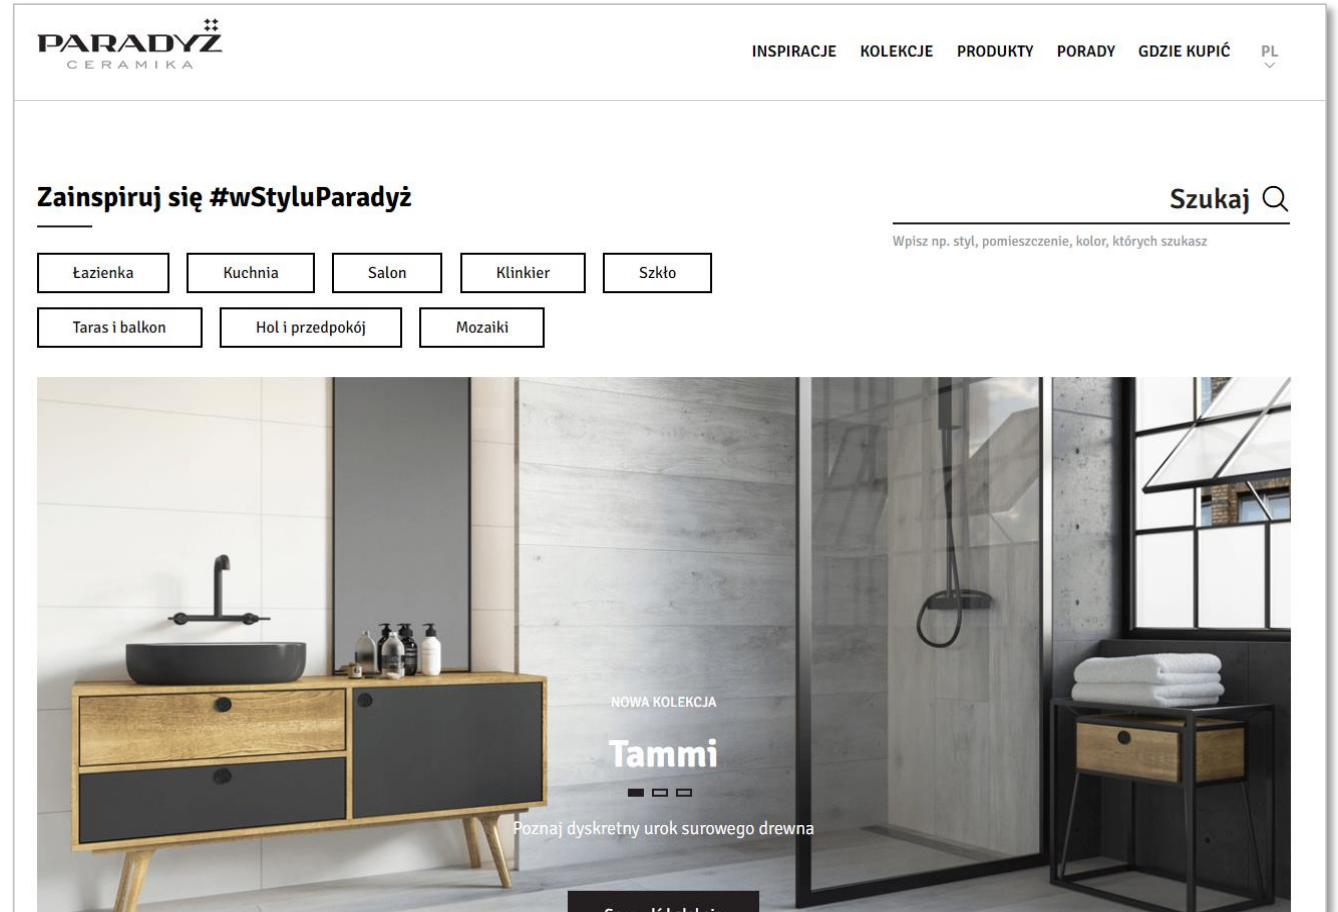 PARADYŻ
CERAMIKA
INSPIRACJE KOLEKCJE PRODUKTY PORADY GDZIE KUPIĆ PL
Zainspiruj się #wStyluParadyż
Szukaj
Wpisz np. styl, pomieszczenie, kolor, których szukasz
Łazienka Kuchnia Salon Klinkier Szkło
Taras i balkon Hol i przedpokój Mozaiki
NOWA KOLEKCJA
Tammi
Poznaj dyskretny urok surowego drewna